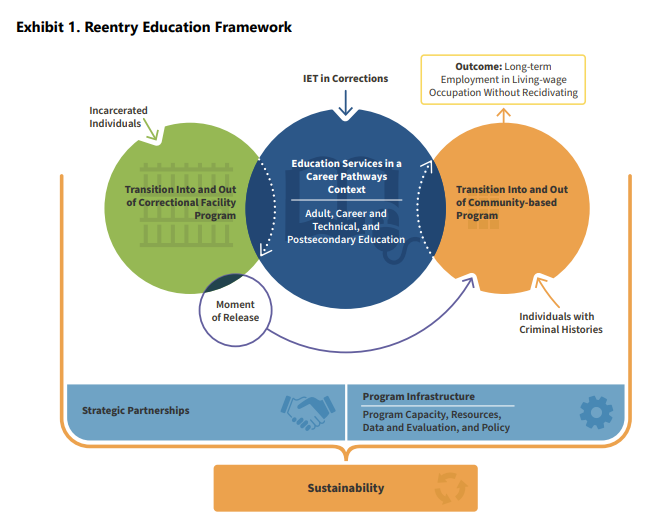 Exhibit 1. Reentry Education Framework
IET in Corrections
Outcome: Long-term
Employment in Living-wage
Occupation Without Recidivating
Incarcerated
Individuals
Transition Into and Out
of Correctional Facility
Program
Education Services in a
Career Pathways
Context
Adult, Career and
Technical, and
Postsecondary Education
Transition Into and Out
of Community-based
Program
Moment
of Release
Individuals with
Criminal Histories
Strategic Partnerships
Program Infrastructure
Program Capacity, Resources,
Data and Evaluation, and Policy
Sustainability